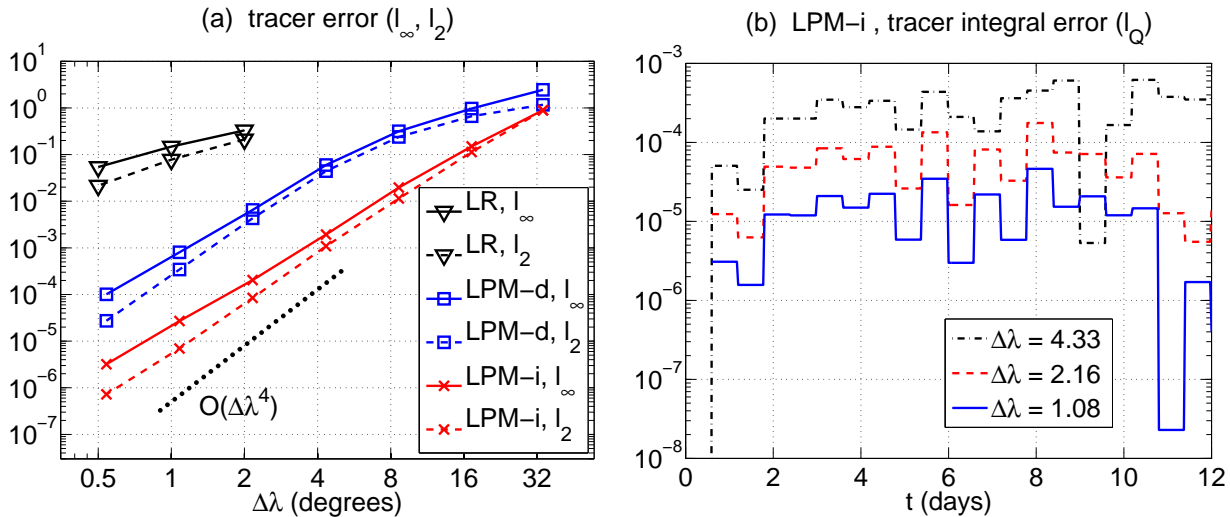 (a) tracer error (l∞, l2)
10^1
10^0
10^−1
10^−2
10^−3
10^−4
10^−5
10^−6
10^−7
LR, l∞
LR, l2
LPM−d, l∞
LPM−d, l2
LPM−i, l∞
LPM−i, l2
O(Δλ^4)
0.5 1 2 4 8 16 32
Δλ (degrees)
(b) LPM−i , tracer integral error (lQ)
10^−3
10^−4
10^−5
10^−6
10^−7
10^−8
Δλ = 4.33
Δλ = 2.16
Δλ = 1.08
0 2 4 6 8 10 12
t (days)